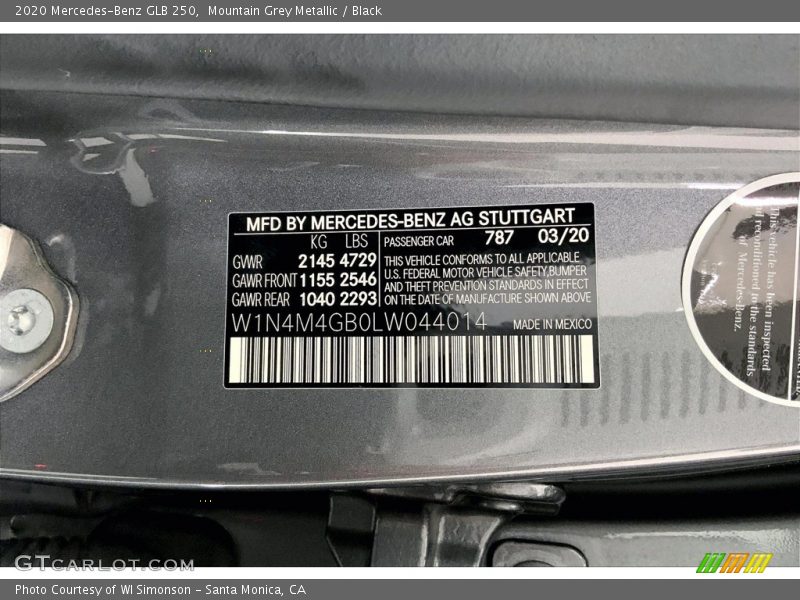 2020 Mercedes-Benz GLB 250,  Mountain Grey Metallic / Black
MFD BY MERCEDES-BENZ AG STUTTGART
KG LBS PASSENGER CAR 787 03/20
GVWR 2145 4729 THIS VEHICLE CONFORMS TO ALL APPLICABLE
GAWR FRONT 1155 2546 U.S. FEDERAL MOTOR VEHICLE SAFETY,BUMPER
AND THEFT PREVENTION STANDARDS IN EFFECT
GAWR REAR 1040 2293 ON THE DATE OF MANUFACTURE SHOWN ABOVE
W1N4M4GB0LW044014 MADE IN MEXICO
This vehicle has been inspected
reconditioned to the standards
of Mercedes-Benz.
GTCARLOT.COM
Photo Courtesy of WI Simonson - Santa Monica, CA